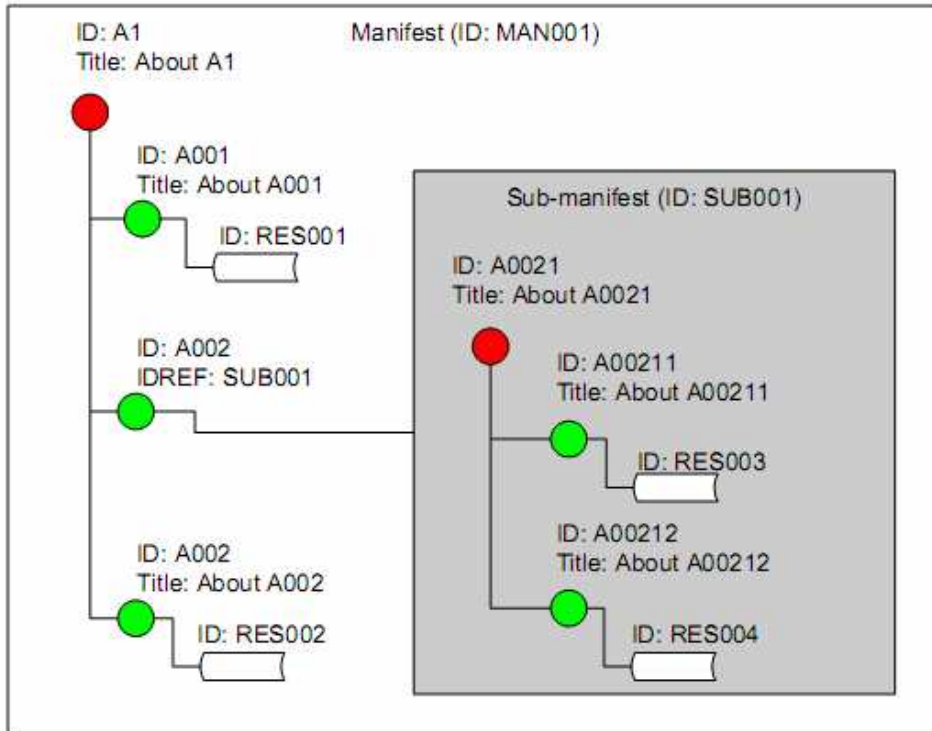 ID: A1
Title: About A1
Manifest (ID: MAN001)
ID: A001
Title: About A001
ID: RES001
Sub-manifest (ID: SUB001)
ID: A0021
Title: About A0021
ID: A002
IDREF: SUB001
ID: A00211
Title: About A00211
ID: RES003
ID: A002
Title: About A002
ID: RES002
ID: A00212
Title: About A00212
ID: RES004